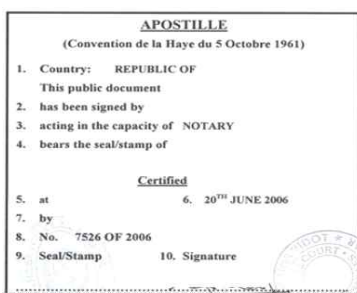 APOSTILLE
(Convention de la Haye du 5 Octobre 1961)
1. Country: REPUBLIC OF
This public document
2. has been signed by
3. acting in the capacity of NOTARY
4. bears the seal/stamp of
Certified
5. at 6. 20TH JUNE 2006
7. by
8. No. 7526 OF 2006
9. Seal/Stamp 10. Signature
COURT